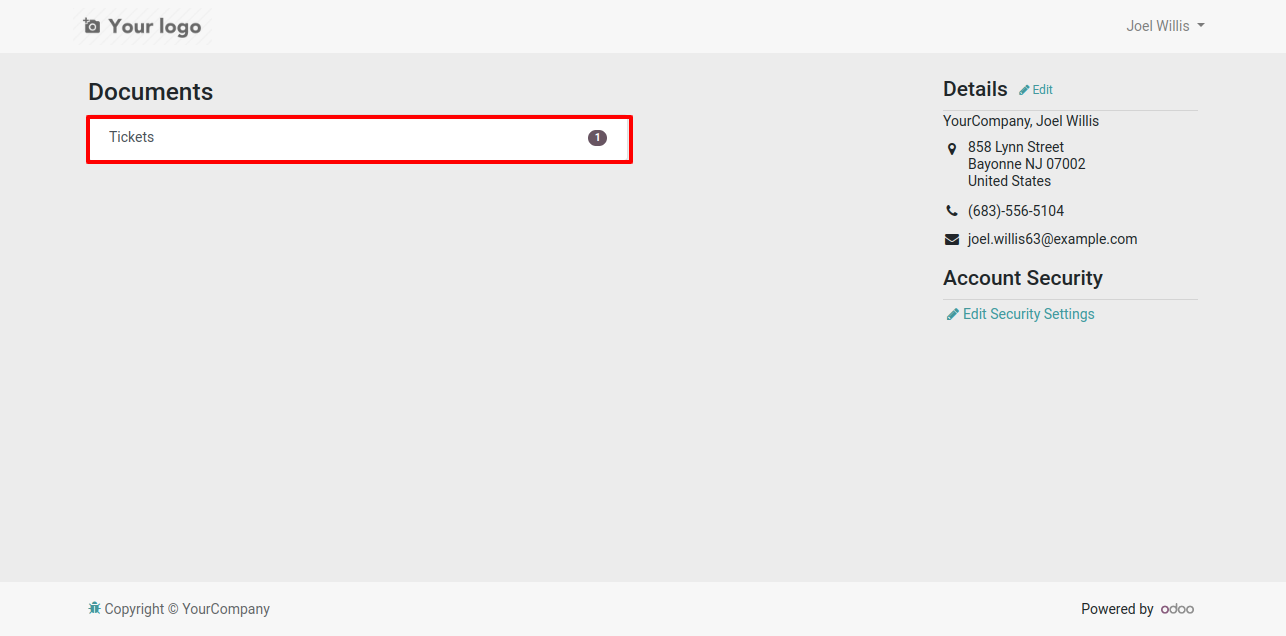 Your logo
Joel Willis
Documents
Tickets
1
Details
Edit
YourCompany, Joel Willis
858 Lynn Street
Bayonne NJ 07002
United States
(683)-556-5104
joel.willis63@example.com
Account Security
Edit Security Settings
Copyright © YourCompany
Powered by odoo